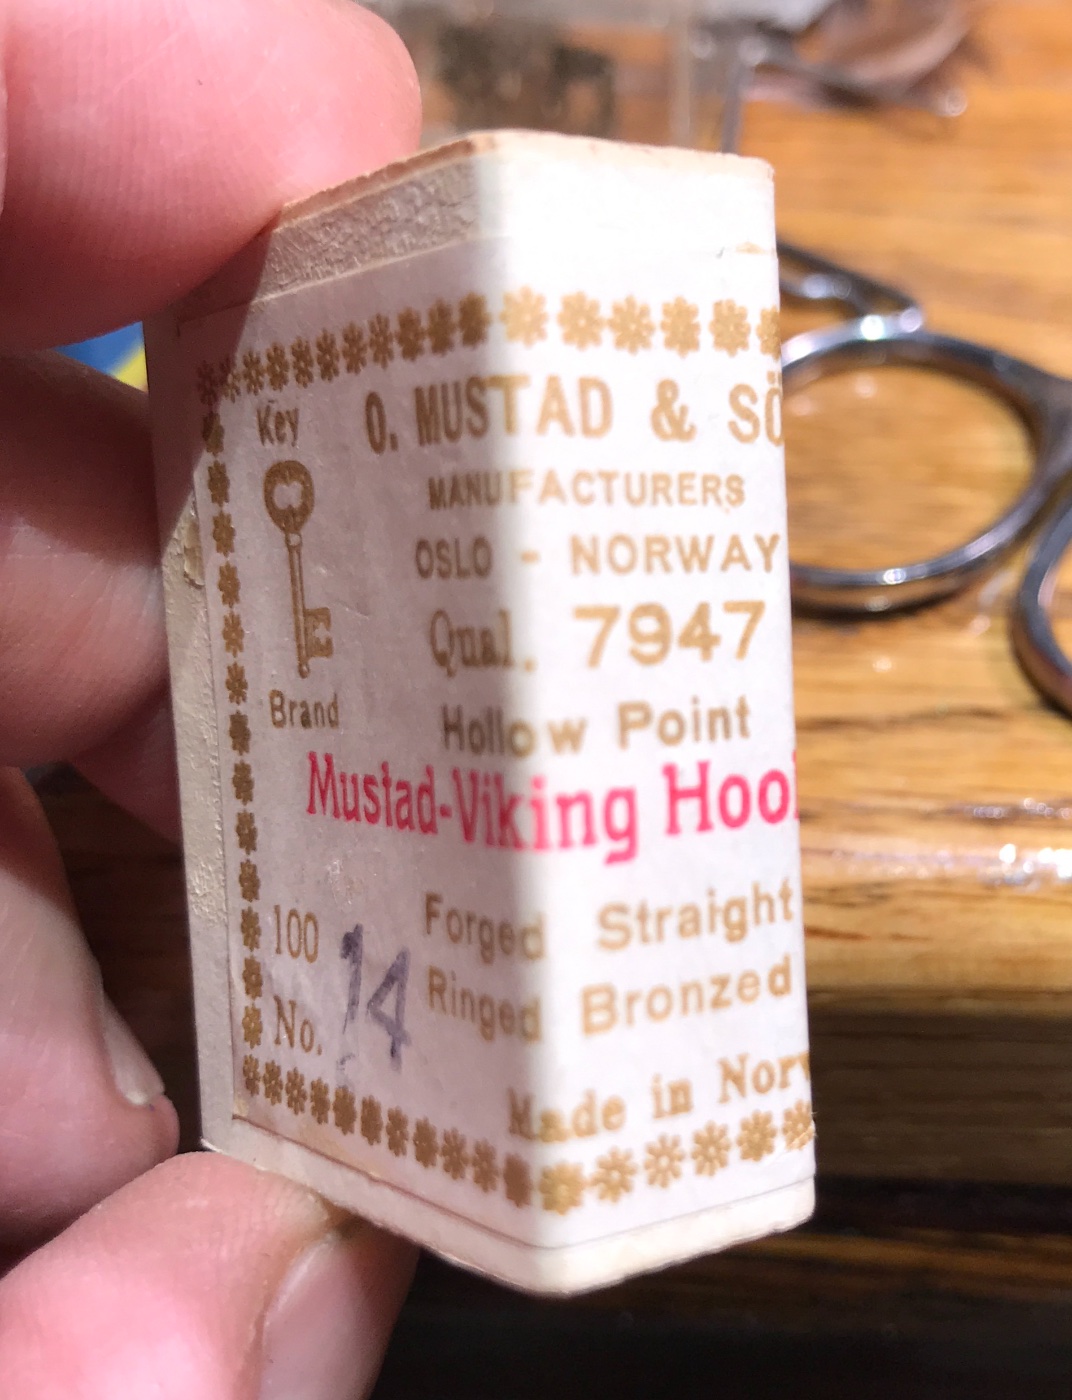 Key
O. MUSTAD & SÖ
MANUFACTURERS
OSLO - NORWAY
Qual. 7947
Brand
Hollow Point
Mustad-Viking Hoo
100
Forged Straight
No. 14
Ringed Bronzed
Made in Norw